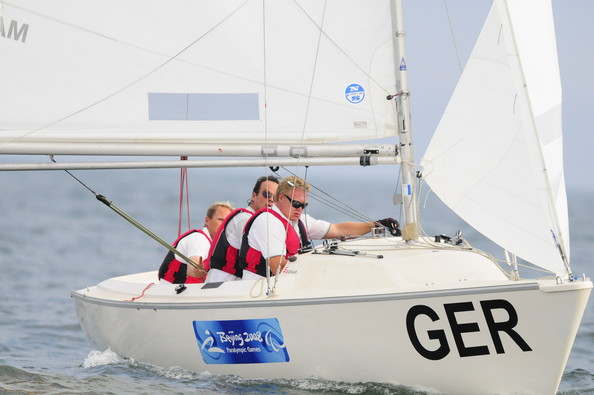 AM
N
S
Beijing 2008
Paralympic Games
GER